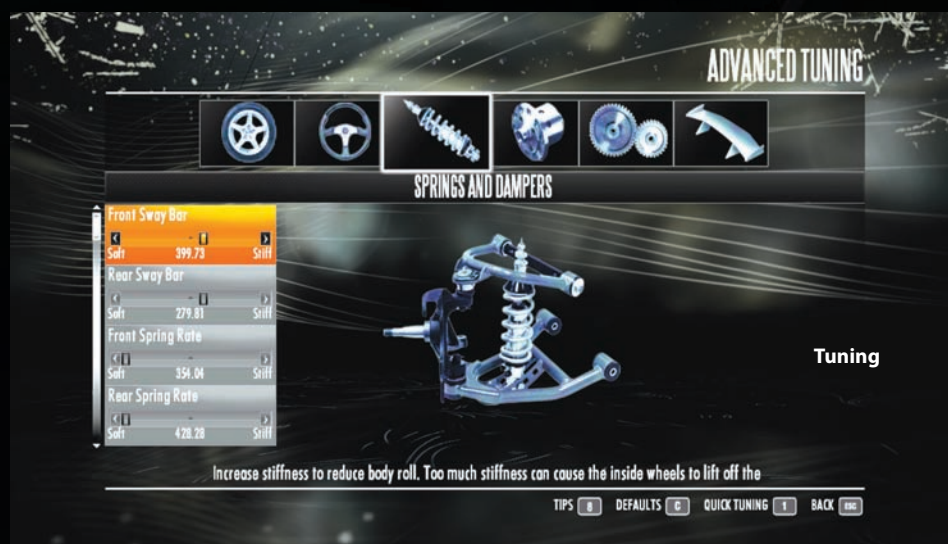 ADVANCED TUNING
SPRINGS AND DAMPERS
Front Sway Bar
Soft 399.73 Stiff
Rear Sway Bar
Soft 279.81 Stiff
Front Spring Rate
Soft 354.04 Stiff
Rear Spring Rate
Soft 428.28 Stiff
Tuning
Increase stiffness to reduce body roll. Too much stiffness can cause the inside wheels to lift off the
TIPS 8 DEFAULTS C QUICK TUNING 1 BACK ESC